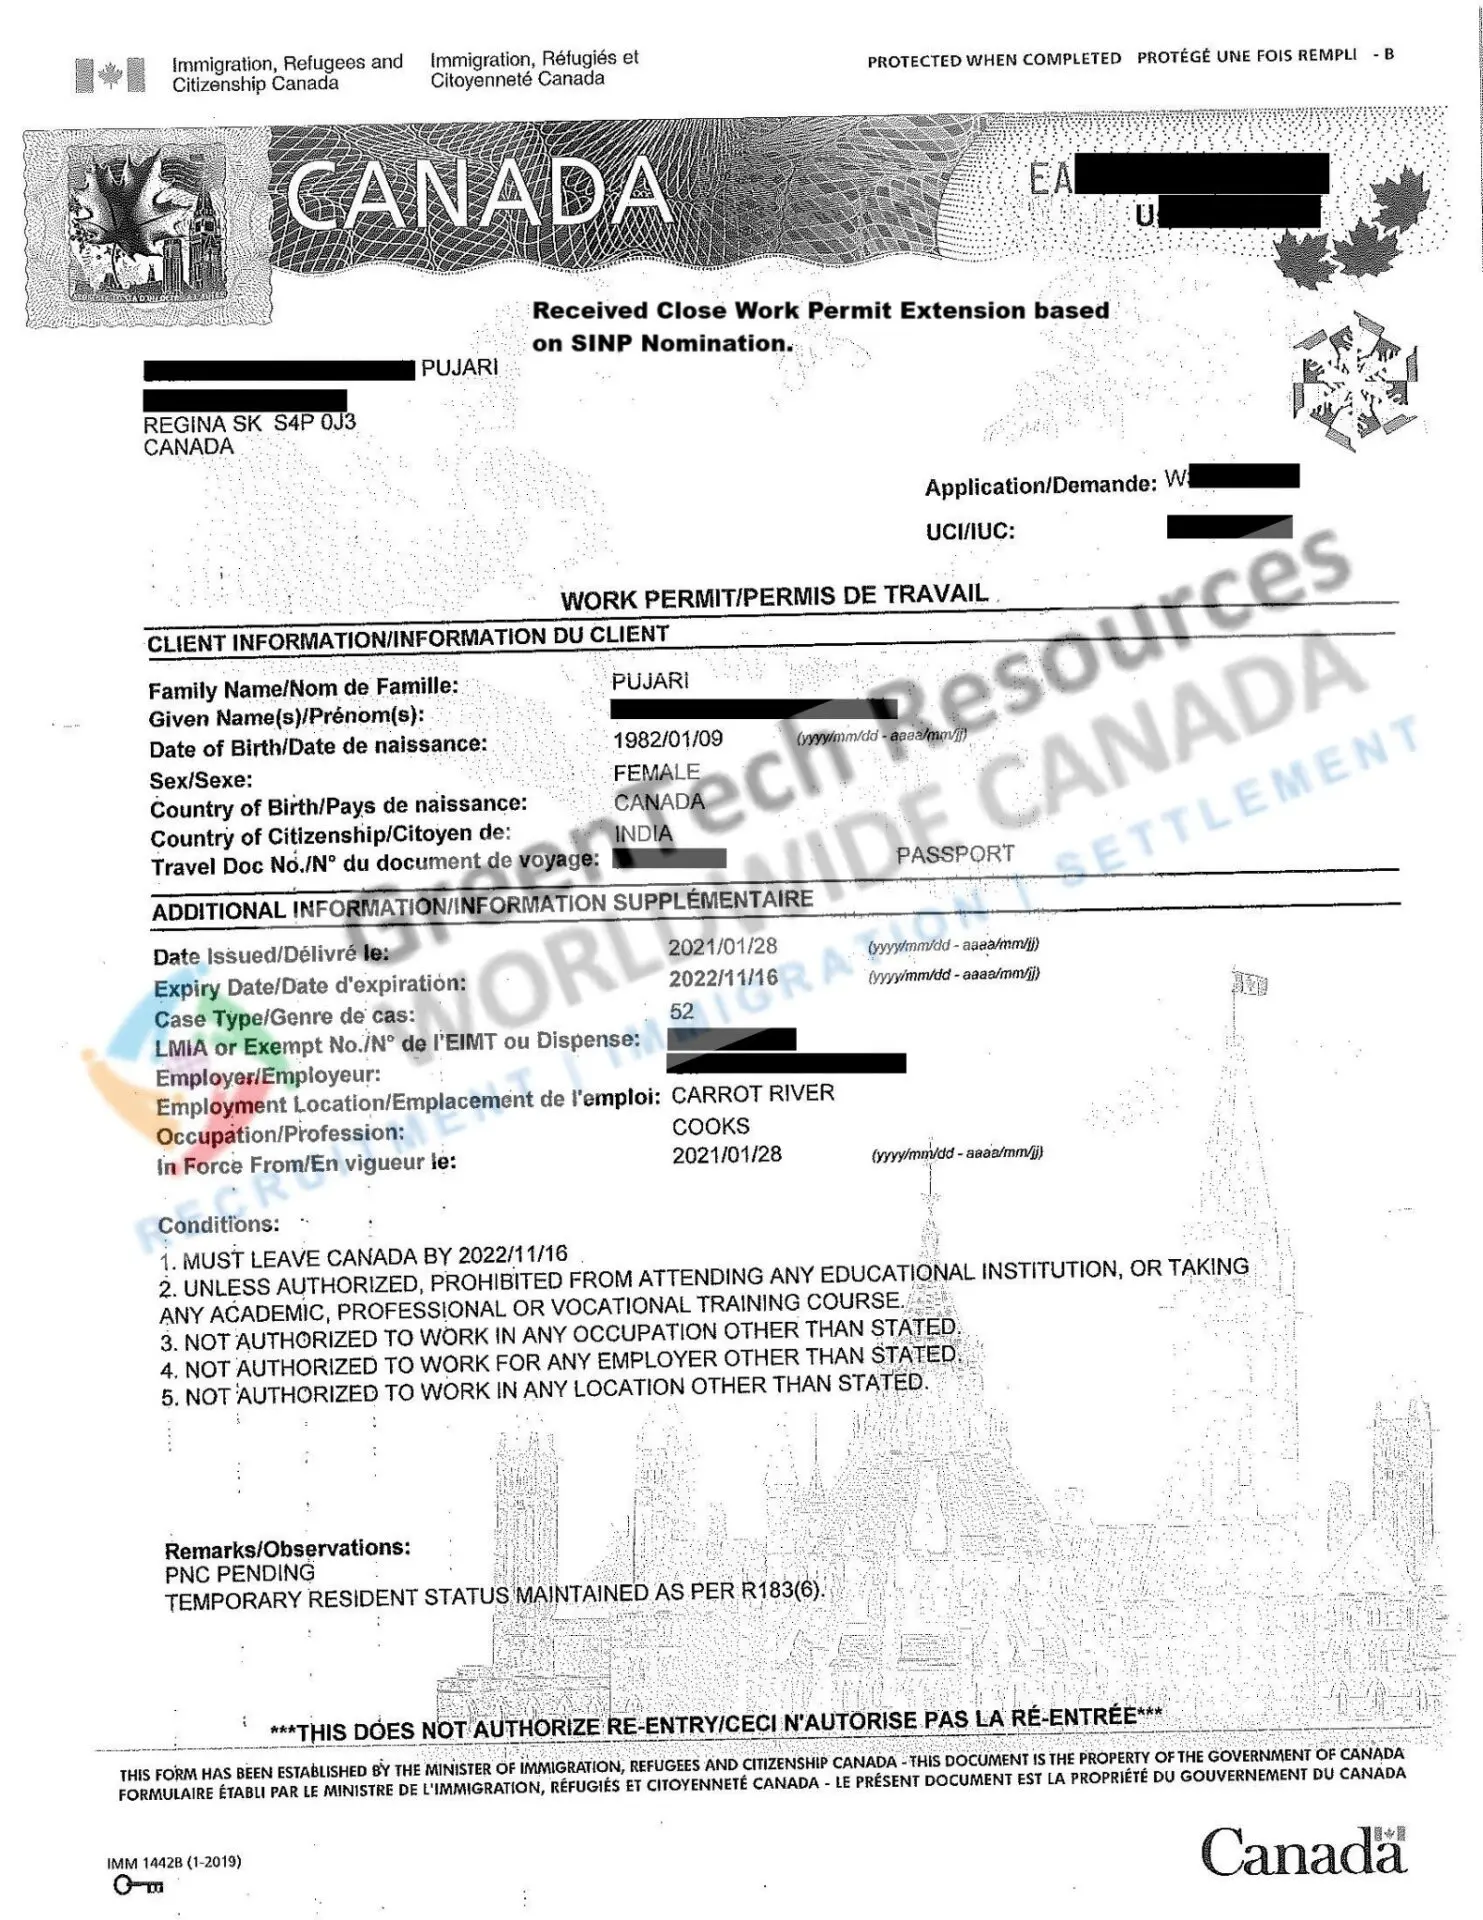 Immigration, Refugees and
Citizenship Canada
Immigration, Réfugiés et
Citoyenneté Canada
PROTECTED WHEN COMPLETED PROTÉGÉ UNE FOIS REMPLI - B
CANADA
EA
U
Received Close Work Permit Extension based
on SINP Nomination.
PUJARI
REGINA SK S4P 0J3
CANADA
Application/Demande: W
UCI/IUC:
WORK PERMIT/PERMIS DE TRAVAIL
CLIENT INFORMATION/INFORMATION DU CLIENT
Family Name/Nom de Famille: PUJARI
Given Name(s)/Prénom(s):
Date of Birth/Date de naissance: 1982/01/09 (yyyy/mm/dd - aaaa/mm/jj)
Sex/Sexe: FEMALE
Country of Birth/Pays de naissance: CANADA
Country of Citizenship/Citoyen de: INDIA
Travel Doc No./N° du document de voyage: PASSPORT
ADDITIONAL INFORMATION/INFORMATION SUPPLÉMENTAIRE
Date Issued/Délivré le: 2021/01/28 (yyyy/mm/dd - aaaa/mm/jj)
Expiry Date/Date d'expiration: 2022/11/16 (yyyy/mm/dd - aaaa/mm/jj)
Case Type/Genre de cas: 52
LMIA or Exempt No./N° de l'EIMT ou Dispense:
Employer/Employeur:
Employment Location/Emplacement de l'emploi: CARROT RIVER
Occupation/Profession: COOKS
In Force From/En vigueur le: 2021/01/28 (yyyy/mm/dd - aaaa/mm/jj)
GreenTech Resources
WORLDWIDE CANADA
RECRUITMENT | IMMIGRATION | SETTLEMENT
Conditions:
1. MUST LEAVE CANADA BY 2022/11/16
2. UNLESS AUTHORIZED, PROHIBITED FROM ATTENDING ANY EDUCATIONAL INSTITUTION, OR TAKING
ANY ACADEMIC, PROFESSIONAL OR VOCATIONAL TRAINING COURSE.
3. NOT AUTHORIZED TO WORK IN ANY OCCUPATION OTHER THAN STATED.
4. NOT AUTHORIZED TO WORK FOR ANY EMPLOYER OTHER THAN STATED.
5. NOT AUTHORIZED TO WORK IN ANY LOCATION OTHER THAN STATED.
Remarks/Observations:
PNC PENDING
TEMPORARY RESIDENT STATUS MAINTAINED AS PER R183(6).
***THIS DOES NOT AUTHORIZE RE-ENTRY/CECI N'AUTORISE PAS LA RÉ-ENTRÉE***
THIS FORM HAS BEEN ESTABLISHED BY THE MINISTER OF IMMIGRATION, REFUGEES AND CITIZENSHIP CANADA - THIS DOCUMENT IS THE PROPERTY OF THE GOVERNMENT OF CANADA
FORMULAIRE ÉTABLI PAR LE MINISTRE DE L'IMMIGRATION, RÉFUGIÉS ET CITOYENNETÉ CANADA - LE PRÉSENT DOCUMENT EST LA PROPRIÉTÉ DU GOUVERNEMENT DU CANADA
Canada
IMM 1442B (1-2019)